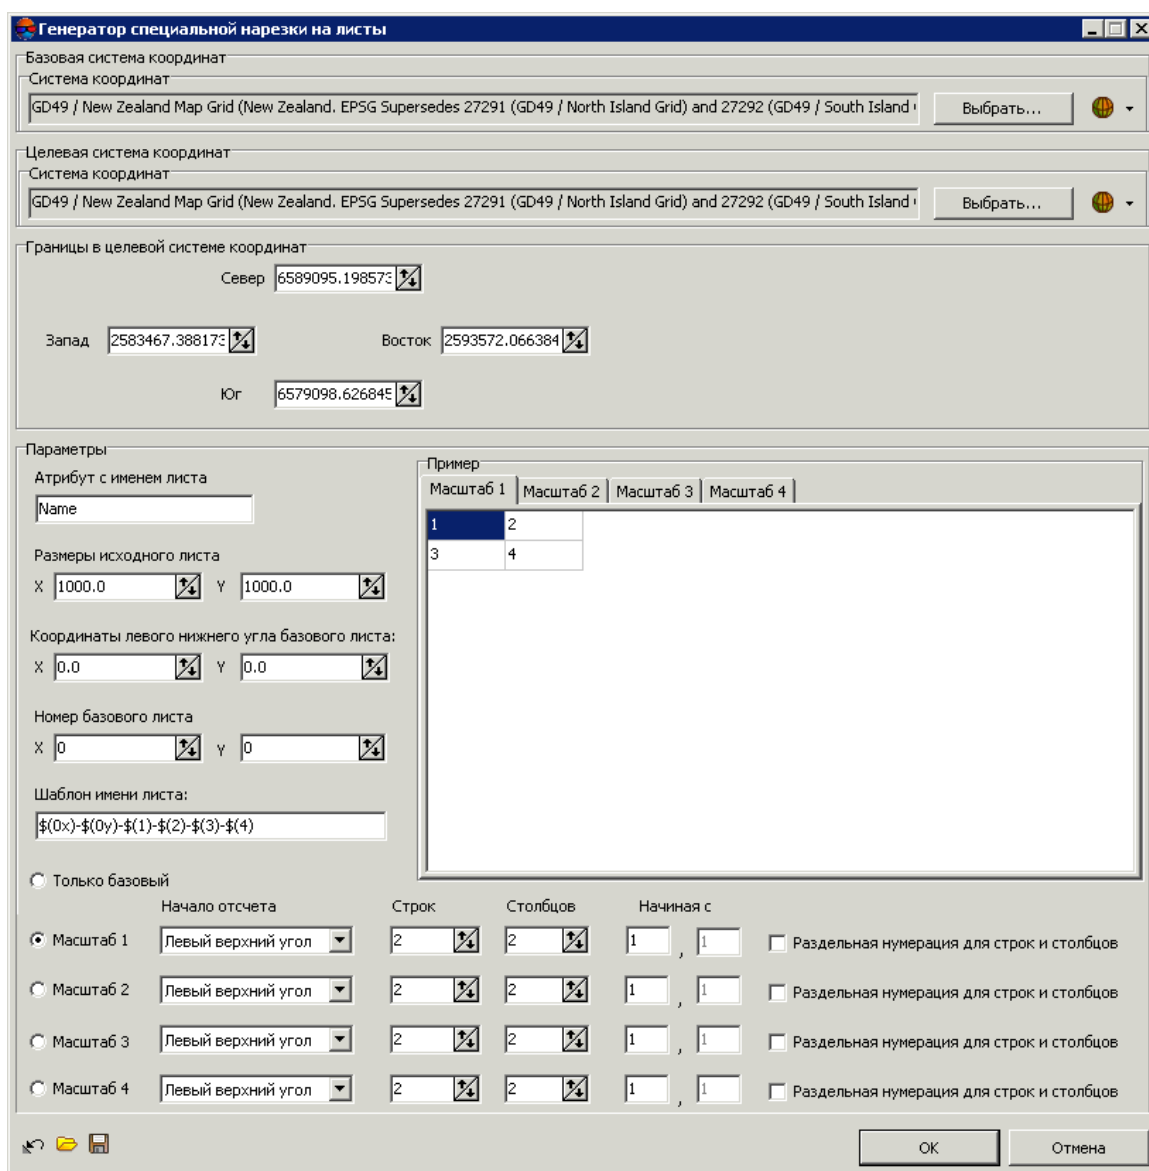 Генератор специальной нарезки на листы
Базовая система координат
Система координат
GD49 / New Zealand Map Grid (New Zealand. EPSG Supersedes 27291 (GD49 / North Island Grid) and 27292 (GD49 / South Island
Выбрать...
Целевая система координат
Система координат
GD49 / New Zealand Map Grid (New Zealand. EPSG Supersedes 27291 (GD49 / North Island Grid) and 27292 (GD49 / South Island
Выбрать...
Границы в целевой системе координат
Север 6589095.198573
Запад 2583467.388173 Восток 2593572.066384
Юг 6579098.626845
Параметры
Атрибут с именем листа
Name
Размеры исходного листа
X 1000.0 Y 1000.0
Координаты левого нижнего угла базового листа:
X 0.0 Y 0.0
Номер базового листа
X 0 Y 0
Шаблон имени листа:
$(0x)-$(0y)-$(1)-$(2)-$(3)-$(4)
Пример
Масштаб 1 Масштаб 2 Масштаб 3 Масштаб 4
1 2
3 4
Только базовый
Начало отсчета Строк Столбцов Начиная с
Масштаб 1 Левый верхний угол 2 2 1 , 1 Раздельная нумерация для строк и столбцов
Масштаб 2 Левый верхний угол 2 2 1 , 1 Раздельная нумерация для строк и столбцов
Масштаб 3 Левый верхний угол 2 2 1 , 1 Раздельная нумерация для строк и столбцов
Масштаб 4 Левый верхний угол 2 2 1 , 1 Раздельная нумерация для строк и столбцов
OK Отмена